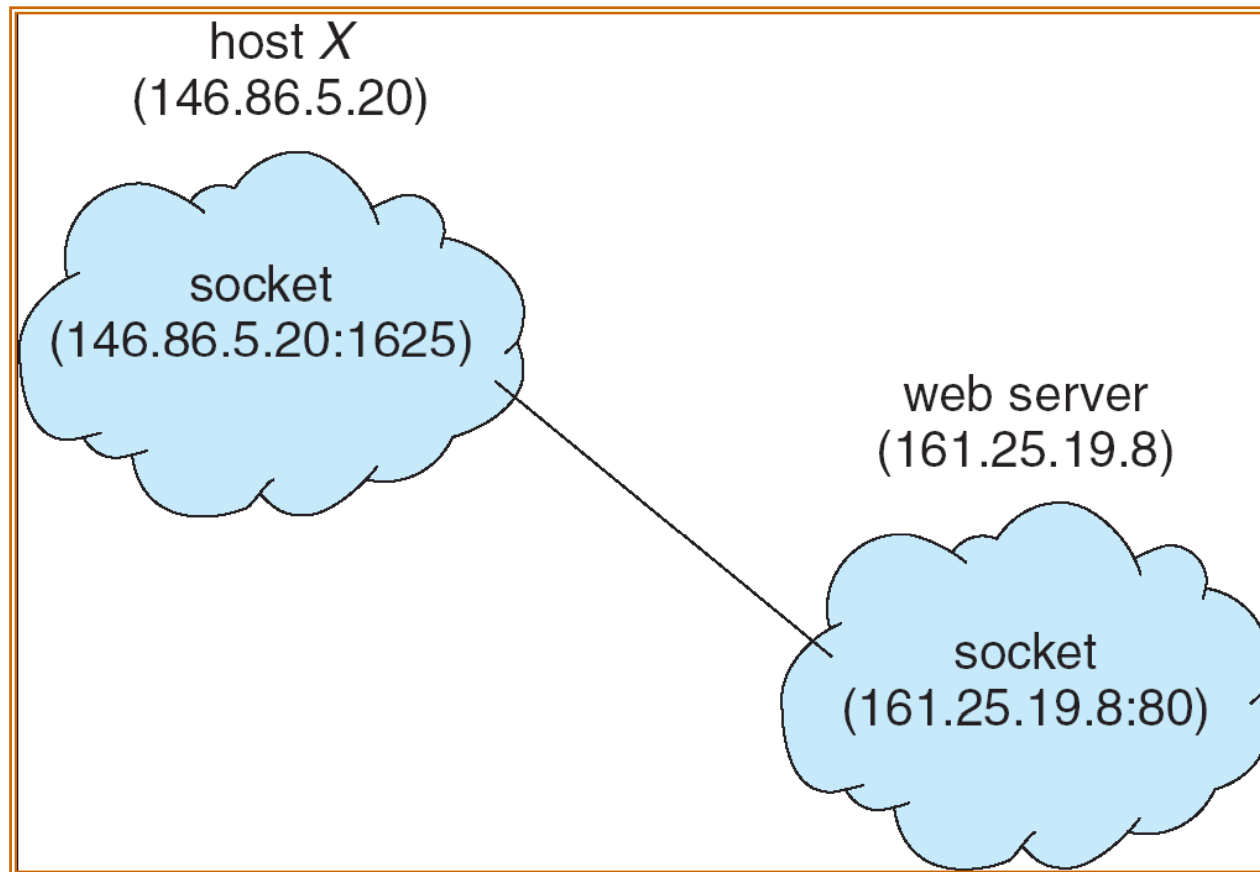 host X
(146.86.5.20)
socket
(146.86.5.20:1625)
web server
(161.25.19.8)
socket
(161.25.19.8:80)